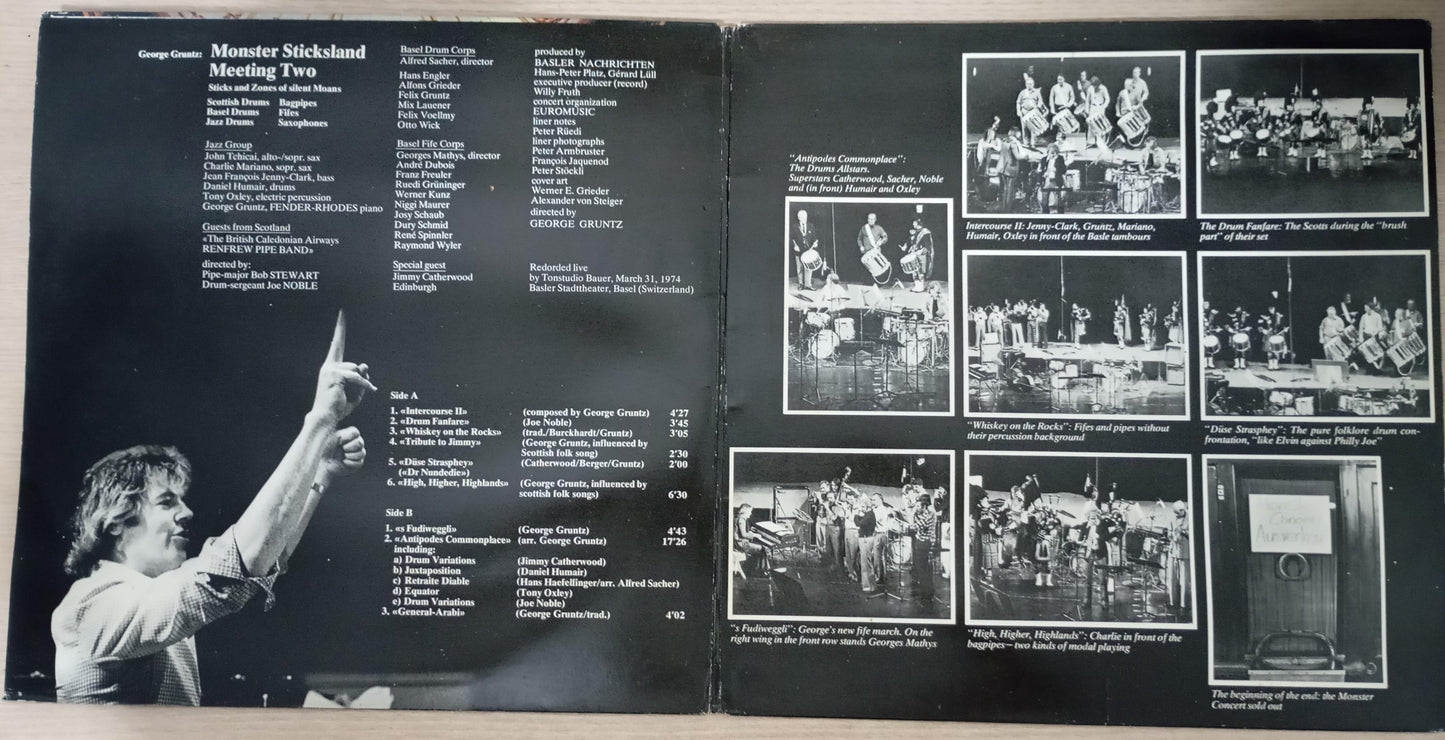 George Gruntz: Monster Sticksland
Meeting Two
Sticks and Zones of silent Moans
Scottish Drums Bagpipes
Basel Drums Fifes
Jazz Drums Saxophones
Jazz Group
John Tchicai, alto-/sopr. sax
Charlie Mariano, sopr. sax
Jean François Jenny-Clark, bass
Daniel Humair, drums
Tony Oxley, electric percussion
George Gruntz, FENDER-RHODES piano
Guests from Scotland
«The British Caledonian Airways
RENFREW PIPE BAND»
directed by:
Pipe-major Bob STEWART
Drum-sergeant Joe NOBLE
Basel Drum Corps
Alfred Sacher, director
Hans Engler
Alfons Grieder
Felix Gruntz
Mix Lauener
Felix Voellmy
Otto Wick
Basel Fife Corps
Georges Mathys, director
André Dubois
Franz Freuler
Ruedi Grüninger
Werner Kunz
Niggi Maurer
Josy Schaub
Dury Schmid
René Spinnler
Raymond Wyler
Special guest
Jimmy Catherwood
Edinburgh
produced by
BASLER NACHRICHTEN
Hans-Peter Platz, Gérard Lüll
executive producer (record)
Willy Fruth
concert organization
EUROMUSIC
liner notes
Peter Rüedi
liner photographs
Peter Armbruster
François Jaquenod
Peter Stöckli
cover art
Werner E. Grieder
Alexander von Steiger
directed by
GEORGE GRUNTZ
Redorded live
by Tonstudio Bauer, March 31, 1974
Basler Stadttheater, Basel (Switzerland)
Side A
1. «Intercourse II» (composed by George Gruntz) 4'27
2. «Drum Fanfare» (Joe Noble) 3'45
3. «Whiskey on the Rocks» (trad./Burckhardt/Gruntz) 3'05
4. «Tribute to Jimmy» (George Gruntz, influenced by
Scottish folk song) 2'30
5. «Düse Strasphey» (Catherwood/Berger/Gruntz) 2'00
(«Dr Nundedie»)
6. «High, Higher, Highlands» (George Gruntz, influenced by
scottish folk songs) 6'30
Side B
1. «s Fudiweggli» (George Gruntz) 4'43
2. «Antipodes Commonplace» (arr. George Gruntz) 17'26
including:
a) Drum Variations (Jimmy Catherwood)
b) Juxtaposition (Daniel Humair)
c) Retraite Diable (Hans Haefelfinger/arr. Alfred Sacher)
d) Equator (Tony Oxley)
e) Drum Variations (Joe Noble)
3. «General-Arabi» (George Gruntz/trad.) 4'02
"Antipodes Commonplace":
The Drums Allstars.
Superstars Catherwood, Sacher, Noble
and (in front) Humair and Oxley
Intercourse II: Jenny-Clark, Gruntz, Mariano,
Humair, Oxley in front of the Basle tambours
The Drum Fanfare: The Scotts during the "brush
part" of their set
"Whiskey on the Rocks": Fifes and pipes without
their percussion background
"Düse Strasphey": The pure folklore drum con-
frontation, "like Elvin against Philly Joe"
"s Fudiweggli": George's new fife march. On the
right wing in the front row stands Georges Mathys
"High, Higher, Highlands": Charlie in front of the
bagpipes—two kinds of modal playing
The beginning of the end: the Monster
Concert sold out